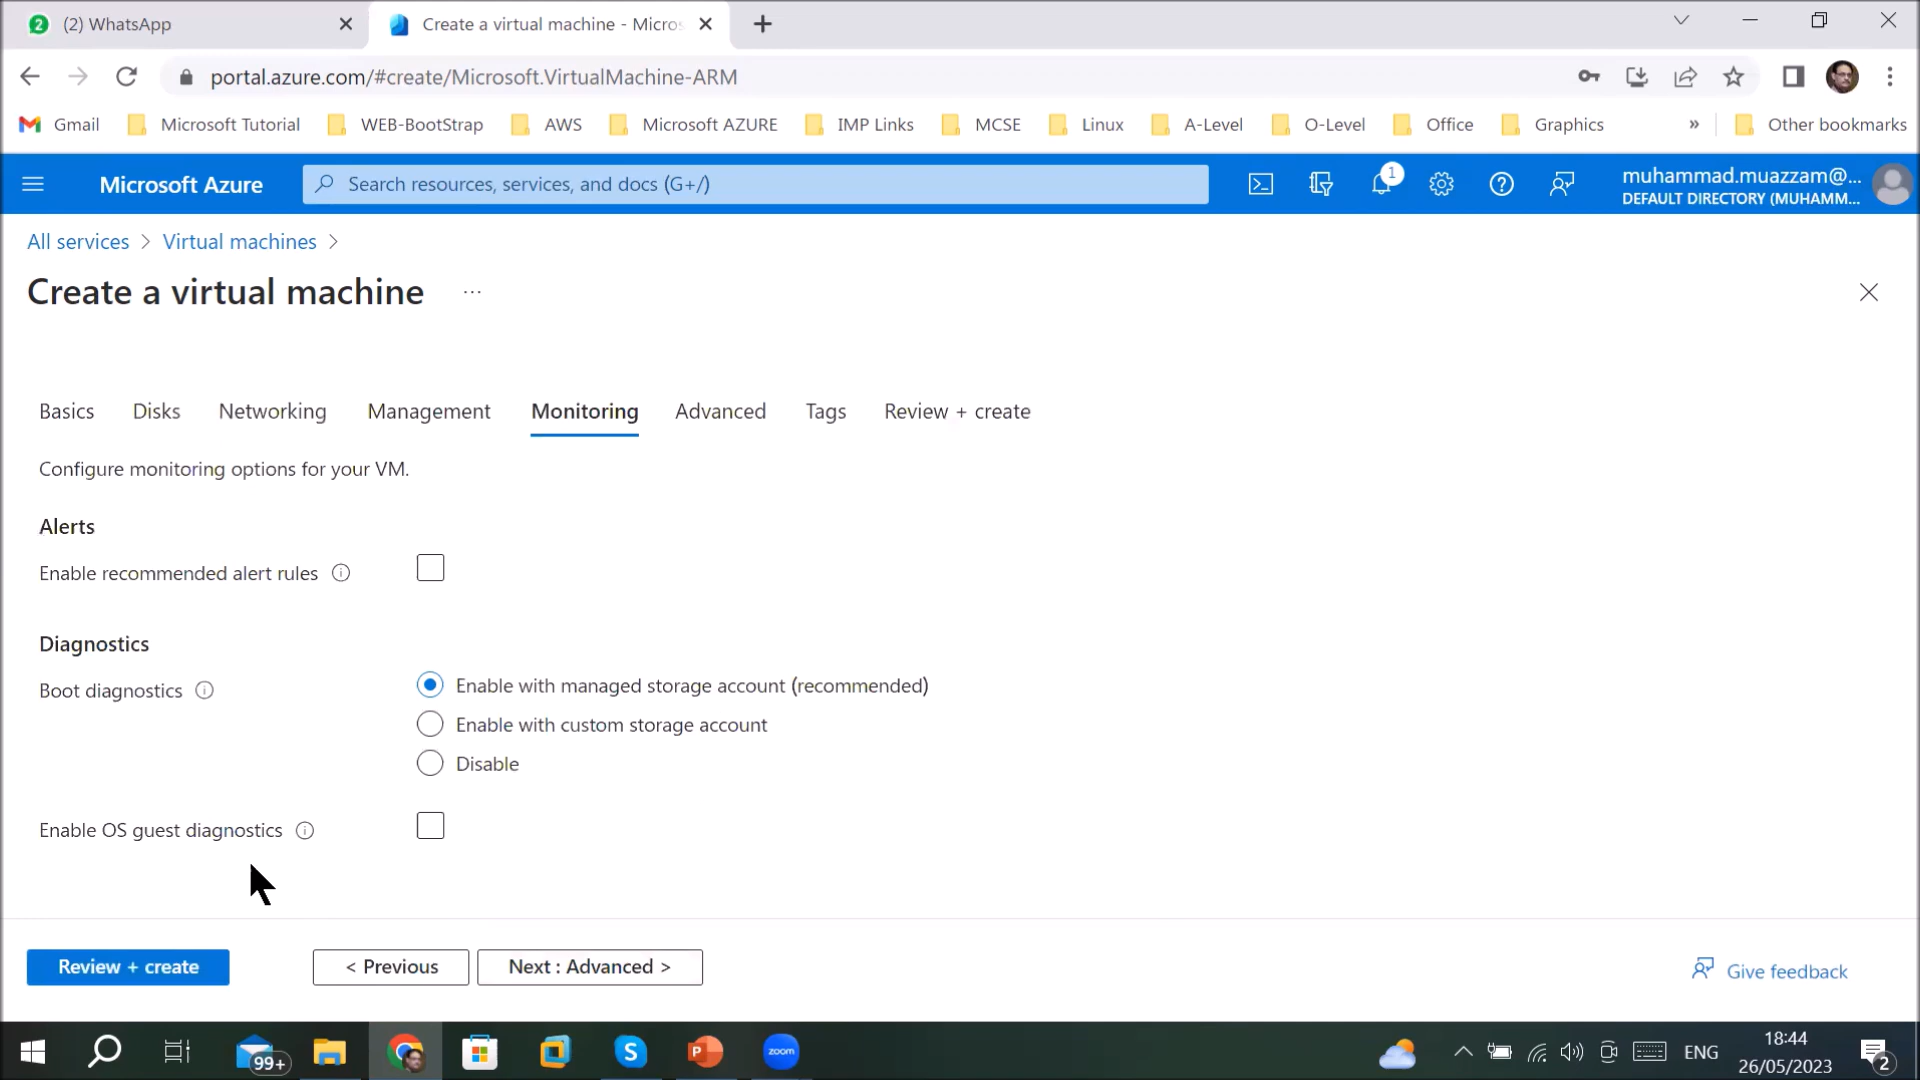 2 (2) WhatsApp
Create a virtual machine - Micros
portal.azure.com/#create/Microsoft.VirtualMachine-ARM
Gmail Microsoft Tutorial WEB-BootStrap AWS Microsoft AZURE IMP Links MCSE Linux A-Level O-Level Office Graphics » Other bookmarks
Microsoft Azure
Search resources, services, and docs (G+/)
1
muhammad.muazzam@...
DEFAULT DIRECTORY (MUHAMM...
All services > Virtual machines >
Create a virtual machine ...
Basics Disks Networking Management Monitoring Advanced Tags Review + create
Configure monitoring options for your VM.
Alerts
Enable recommended alert rules
Diagnostics
Boot diagnostics
Enable with managed storage account (recommended)
Enable with custom storage account
Disable
Enable OS guest diagnostics
Review + create
< Previous
Next : Advanced >
Give feedback
99+
S
P
zoom
ENG
18:44
26/05/2023
2